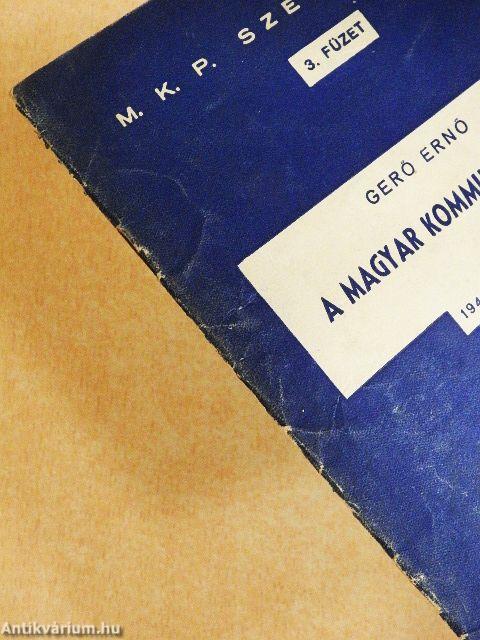 M. K. P. SZE
3. FÜZET
GERŐ ERNŐ
A MAGYAR KOMMU
194
Antikvárium.hu